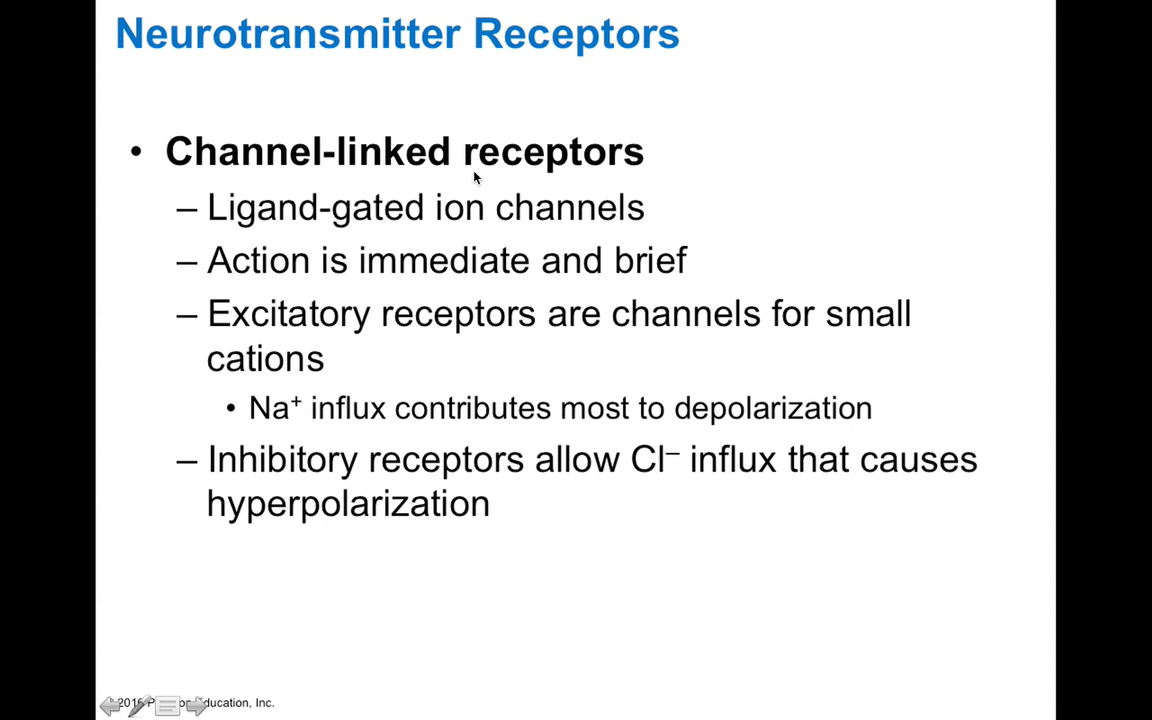 Neurotransmitter Receptors
• Channel-linked receptors
– Ligand-gated ion channels
– Action is immediate and brief
– Excitatory receptors are channels for small
cations
• Na⁺ influx contributes most to depolarization
– Inhibitory receptors allow Cl⁻ influx that causes
hyperpolarization
Inc.